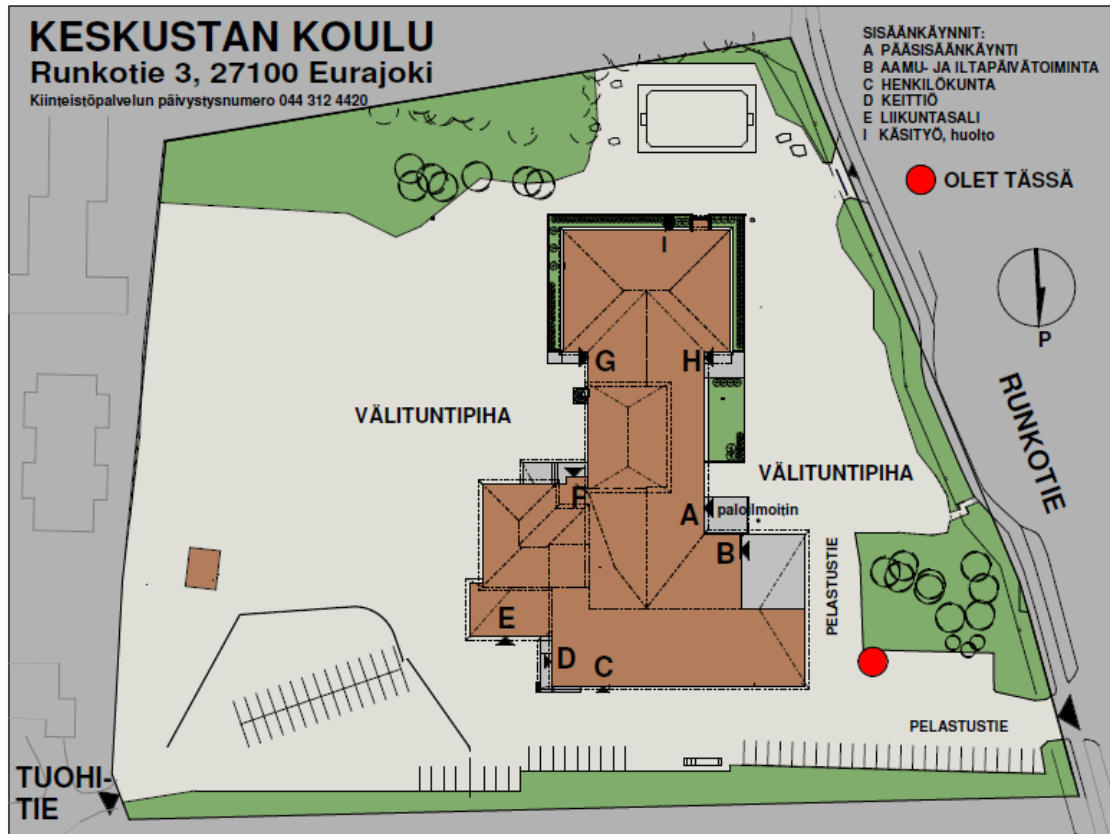 KESKUSTAN KOULU
Runkotie 3, 27100 Eurajoki
Kiinteistöpalvelun päivystysnumero 044 312 4420
SISÄÄNKÄYNNIT:
A PÄÄSISÄÄNKÄYNTI
B AAMU- JA ILTAPÄIVÄTOIMINTA
C HENKILÖKUNTA
D KEITTIÖ
E LIIKUNTASALI
I KÄSITYÖ, huolto
OLET TÄSSÄ
P
RUNKOTIE
I
G
H
VÄLITUNTIPIHA
VÄLITUNTIPIHA
F
A
paloilmoitin
B
PELASTUSTIE
E
D
C
PELASTUSTIE
TUOHI-
TIE